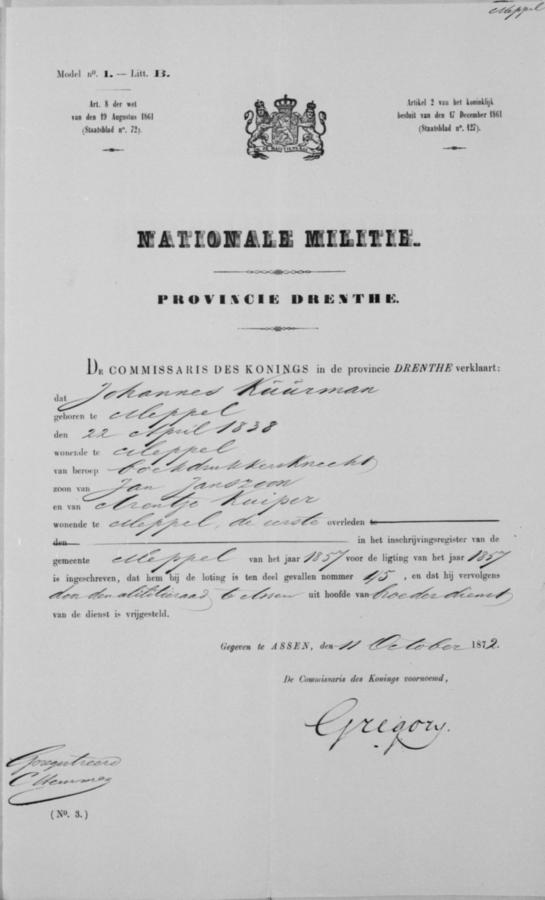 Meppel
Model nº. 1. — Litt. B.
Art. 8 der wet
van den 19 Augustus 1861
(Staatsblad nº. 72).
Artikel 2 van het koninklijk
besluit van den 17 December 1861
(Staatsblad nº. 127).
NATIONALE MILITIE.
PROVINCIE DRENTHE.
DE COMMISSARIS DES KONINGS in de provincie DRENTHE verklaart:
dat Johannes Küürman
geboren te Meppel
den 22 April 1838
wonende te Meppel
van beroep boekdrukkersknecht
zoon van Jan Janszoon
en van Arentje Kuiper
wonende te Meppel, de eerste overleden te
den in het inschrijvingsregister van de
gemeente Meppel van het jaar 1857 voor de ligting van het jaar 1857
is ingeschreven, dat hem bij de loting is ten deel gevallen nommer 45, en dat hij vervolgens
door den Militieraad te Assen uit hoofde van broederdienst
van de dienst is vrijgesteld.
Gegeven te ASSEN, den 11 October 1872.
De Commissaris des Konings voornoemd,
Gregory.
Geregistreerd
(Nº. 3.)